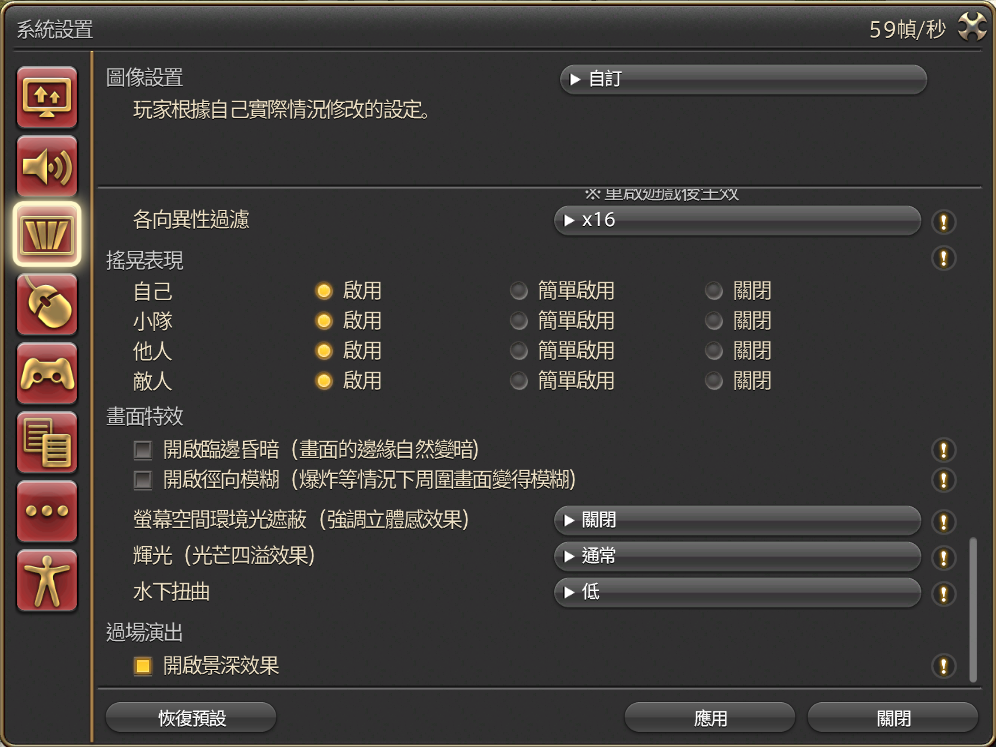 系統設置 59幀/秒
圖像設置 ▶ 自訂
玩家根據自己實際情況修改的設定。
※重啟遊戲後生效
各向異性過濾 ▶ x16
搖晃表現
自己 啟用 簡單啟用 關閉
小隊 啟用 簡單啟用 關閉
他人 啟用 簡單啟用 關閉
敵人 啟用 簡單啟用 關閉
畫面特效
開啟臨邊昏暗（畫面的邊緣自然變暗）
開啟徑向模糊（爆炸等情況下周圍畫面變得模糊）
螢幕空間環境光遮蔽（強調立體感效果） ▶ 關閉
輝光（光芒四溢效果） ▶ 通常
水下扭曲 ▶ 低
過場演出
開啟景深效果
恢復預設 應用 關閉